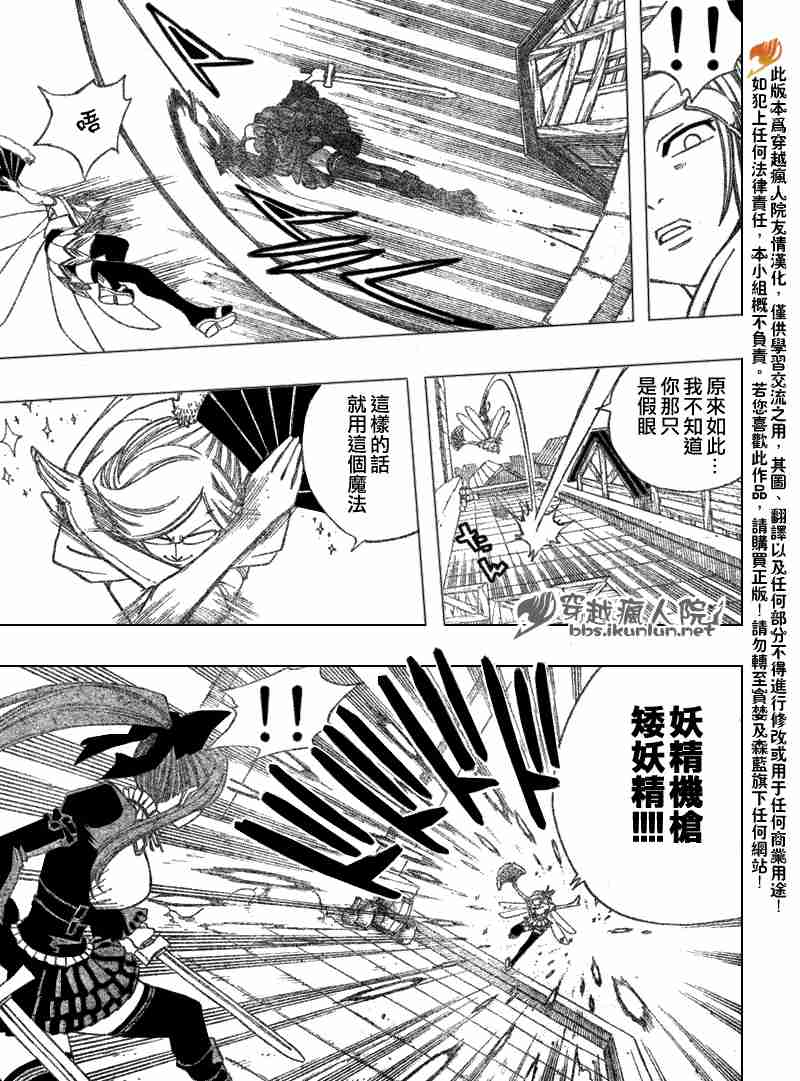 !!
唔
原來如此…
我不知道
你那只
是假眼
這樣的話
就用這個魔法
穿越瘋人院
bbs.ikunlun.net
妖精機槍
矮妖精!!!!
!!
此版本爲穿越瘋人院友情漢化，僅供學習交流之用，其圖、翻譯以及任何部分不得進行修改或用于任何商業用途！
如犯上任何法律責任，本小組概不負責。若您喜歡此作品，請購買正版！請勿轉至貪婪及森藍旗下任何網站！